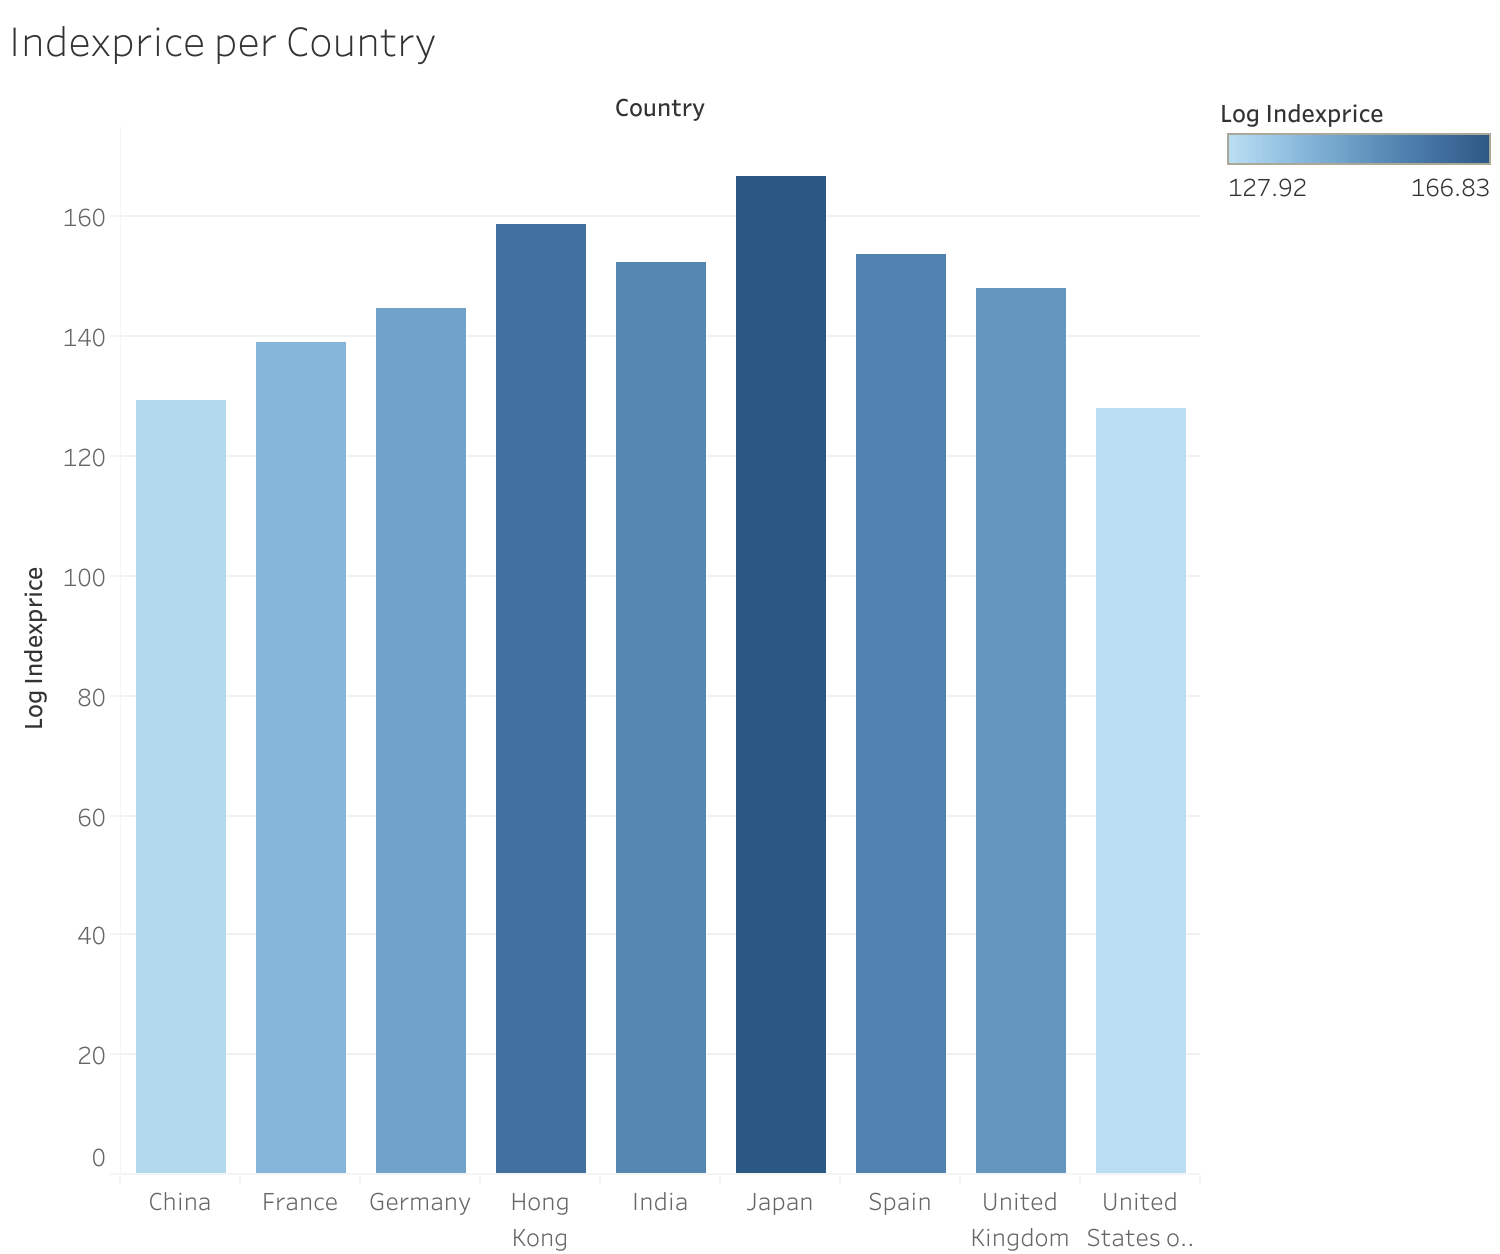 Indexprice per Country
Country
Log Indexprice
127.92 166.83
160
140
120
100
80
60
40
20
0
Log Indexprice
China France Germany Hong Kong India Japan Spain United Kingdom United States o..